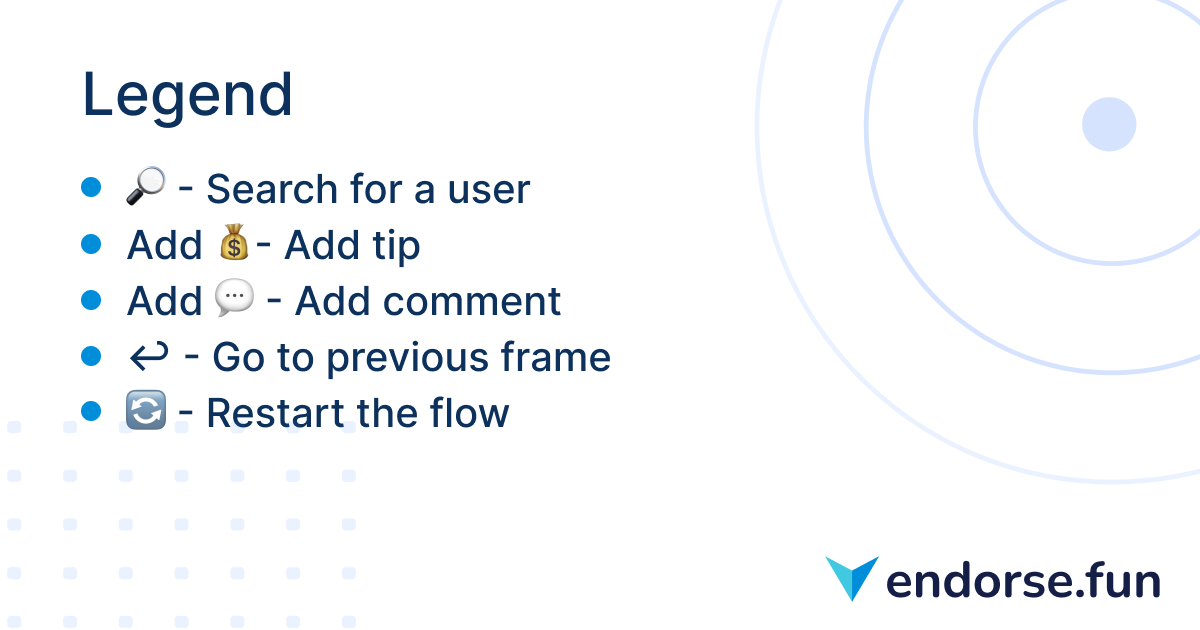 Legend
🔎 - Search for a user
Add 💰- Add tip
Add 💬 - Add comment
↩ - Go to previous frame
🔄 - Restart the flow
endorse.fun